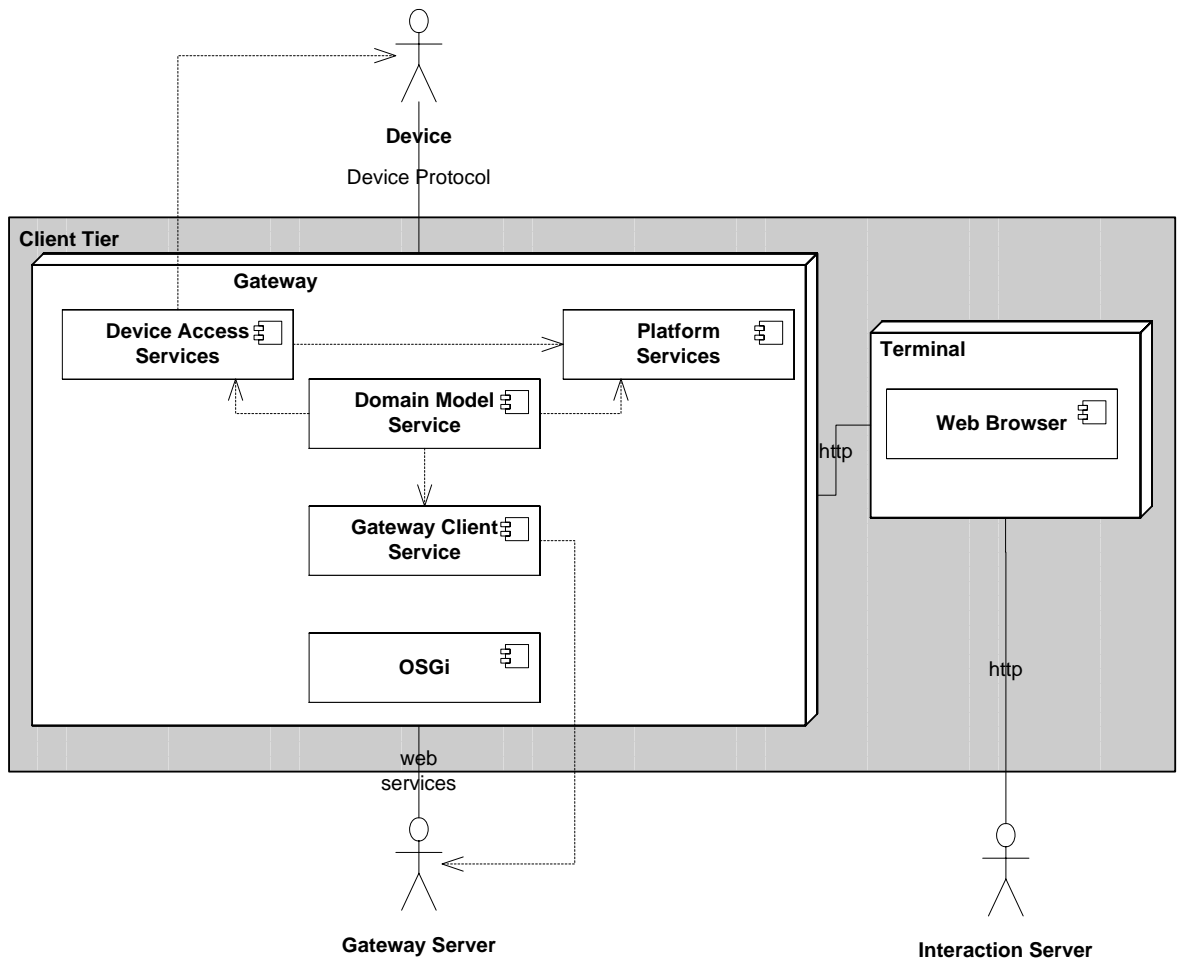 Device
Device Protocol
Client Tier
Gateway
Device Access
Services
Platform
Services
Domain Model
Service
Gateway Client
Service
OSGi
Terminal
Web Browser
http
http
web
services
Gateway Server
Interaction Server